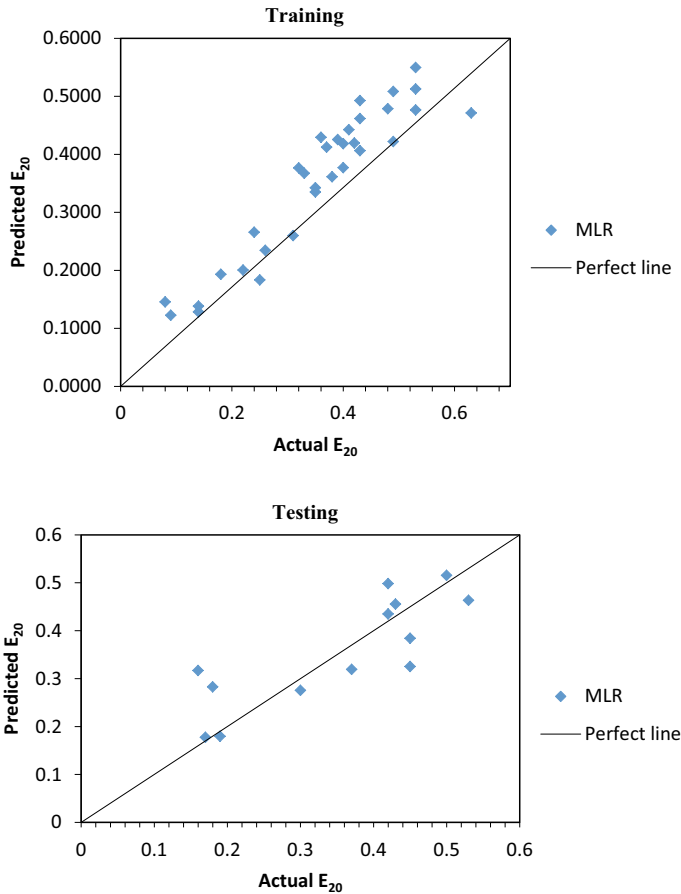 Training
0.6000
0.5000
0.4000
0.3000
0.2000
0.1000
0.0000
Predicted E₂₀
0 0.2 0.4 0.6
Actual E₂₀
MLR
Perfect line
Testing
0.6
0.5
0.4
0.3
0.2
0.1
0
Predicted E₂₀
0 0.1 0.2 0.3 0.4 0.5 0.6
Actual E₂₀
MLR
Perfect line